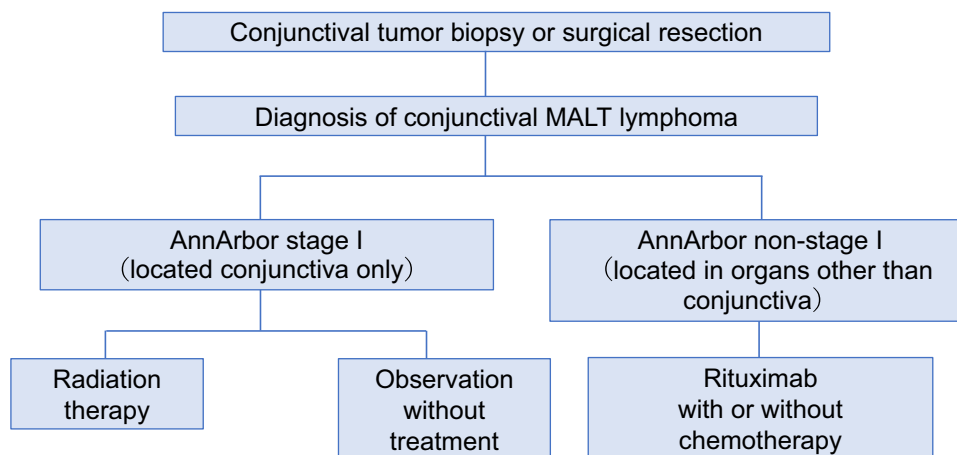 Conjunctival tumor biopsy or surgical resection
Diagnosis of conjunctival MALT lymphoma
AnnArbor stage I
（located conjunctiva only）
AnnArbor non-stage I
（located in organs other than
conjunctiva）
Radiation
therapy
Observation
without
treatment
Rituximab
with or without
chemotherapy